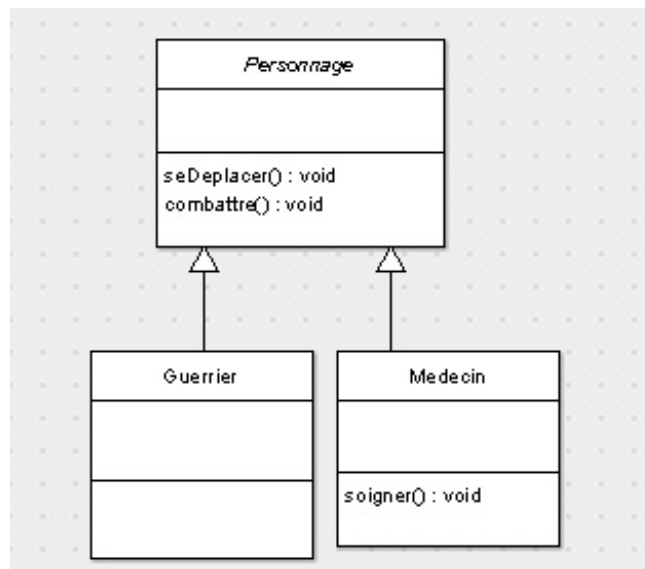 Personnage
seDeplacer() : void
combattre() : void
Guerrier
Medecin
soigner() : void